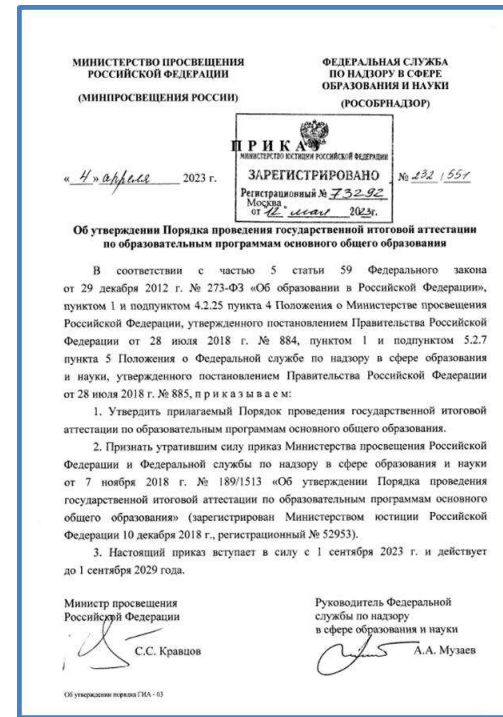 МИНИСТЕРСТВО ПРОСВЕЩЕНИЯ
РОССИЙСКОЙ ФЕДЕРАЦИИ
(МИНПРОСВЕЩЕНИЯ РОССИИ)
ФЕДЕРАЛЬНАЯ СЛУЖБА
ПО НАДЗОРУ В СФЕРЕ
ОБРАЗОВАНИЯ И НАУКИ
(РОСОБРНАДЗОР)
ПРИКАЗ
МИНИСТЕРСТВО ЮСТИЦИИ РОССИЙСКОЙ ФЕДЕРАЦИИ
ЗАРЕГИСТРИРОВАНО
Регистрационный № 73292
от 12 мая 2023г.
« 4 » апреля 2023 г.
Москва
№ 232/551
Об утверждении Порядка проведения государственной итоговой аттестации
по образовательным программам основного общего образования
В соответствии с частью 5 статьи 59 Федерального закона
от 29 декабря 2012 г. № 273-ФЗ «Об образовании в Российской Федерации»,
пунктом 1 и подпунктом 4.2.25 пункта 4 Положения о Министерстве просвещения
Российской Федерации, утвержденного постановлением Правительства Российской
Федерации от 28 июля 2018 г. № 884, пунктом 1 и подпунктом 5.2.7
пункта 5 Положения о Федеральной службе по надзору в сфере образования
и науки, утвержденного постановлением Правительства Российской Федерации
от 28 июля 2018 г. № 885, п р и к а з ы в а е м:
1. Утвердить прилагаемый Порядок проведения государственной итоговой
аттестации по образовательным программам основного общего образования.
2. Признать утратившим силу приказ Министерства просвещения Российской
Федерации и Федеральной службы по надзору в сфере образования и науки
от 7 ноября 2018 г. № 189/1513 «Об утверждении Порядка проведения
государственной итоговой аттестации по образовательным программам основного
общего образования» (зарегистрирован Министерством юстиции Российской
Федерации 10 декабря 2018 г., регистрационный № 52953).
3. Настоящий приказ вступает в силу с 1 сентября 2023 г. и действует
до 1 сентября 2029 года.
Министр просвещения
Российской Федерации
С.С. Кравцов
Руководитель Федеральной
службы по надзору
в сфере образования и науки
А.А. Музаев
Об утверждении порядка ГИА - 03